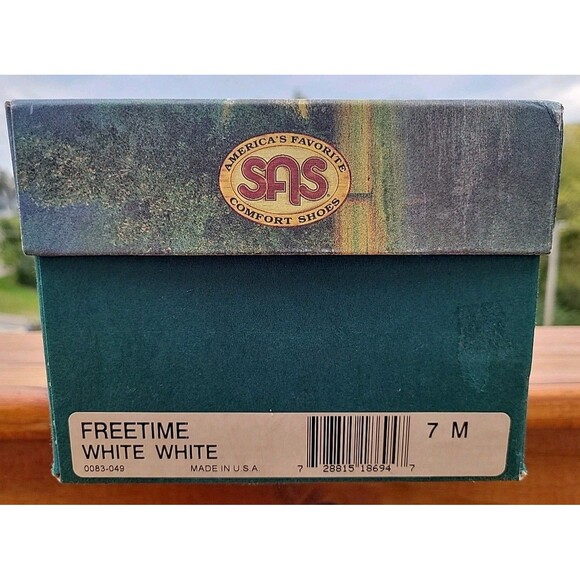 AMERICA'S FAVORITE
SAS
COMFORT SHOES
FREETIME
WHITE WHITE
0083-049 MADE IN U.S.A
7 28815 18694 7
7 M